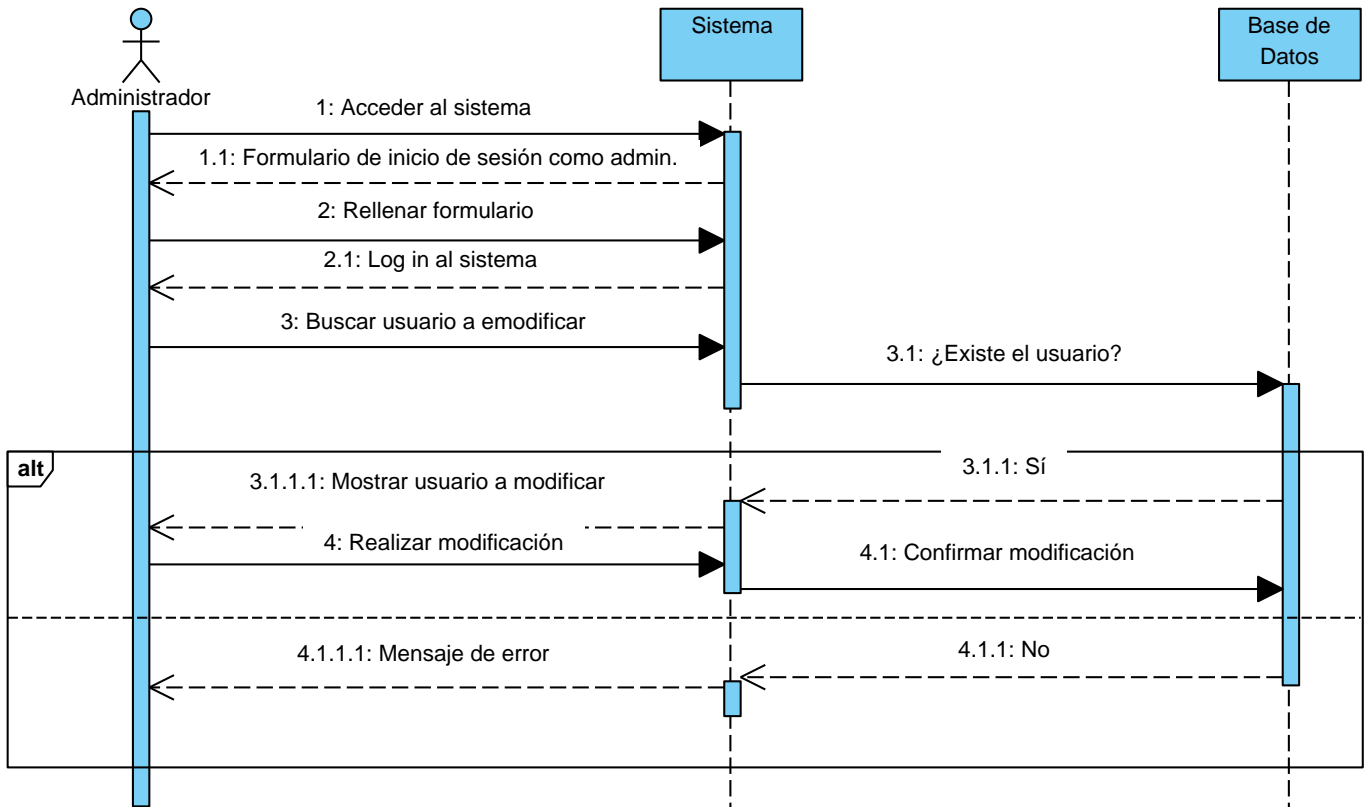 Administrador
Sistema
Base de
Datos
1: Acceder al sistema
1.1: Formulario de inicio de sesión como admin.
2: Rellenar formulario
2.1: Log in al sistema
3: Buscar usuario a emodificar
3.1: ¿Existe el usuario?
alt
3.1.1: Sí
3.1.1.1: Mostrar usuario a modificar
4: Realizar modificación
4.1: Confirmar modificación
4.1.1: No
4.1.1.1: Mensaje de error